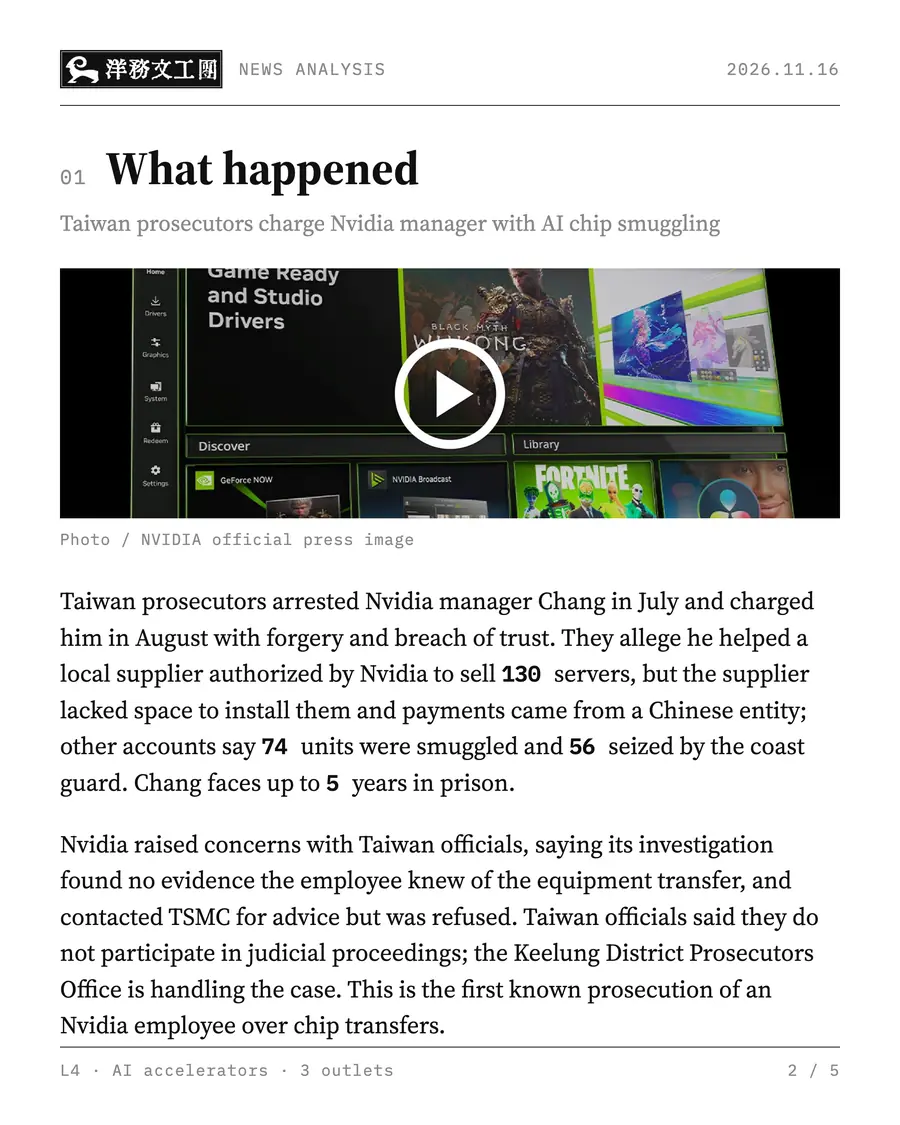 洋務文工團 NEWS ANALYSIS 2026.11.16
01 What happened
Taiwan prosecutors charge Nvidia manager with AI chip smuggling
Home
Drivers
Graphics
System
Redeem
Settings
Game Ready
and Studio
Drivers
BLACK MYTH
WUKONG
Discover
Library
GeForce NOW
NVIDIA Broadcast
FORTNITE
Photo / NVIDIA official press image
Taiwan prosecutors arrested Nvidia manager Chang in July and charged
him in August with forgery and breach of trust. They allege he helped a
local supplier authorized by Nvidia to sell 130 servers, but the supplier
lacked space to install them and payments came from a Chinese entity;
other accounts say 74 units were smuggled and 56 seized by the coast
guard. Chang faces up to 5 years in prison.
Nvidia raised concerns with Taiwan officials, saying its investigation
found no evidence the employee knew of the equipment transfer, and
contacted TSMC for advice but was refused. Taiwan officials said they do
not participate in judicial proceedings; the Keelung District Prosecutors
Office is handling the case. This is the first known prosecution of an
Nvidia employee over chip transfers.
L4 · AI accelerators · 3 outlets 2 / 5